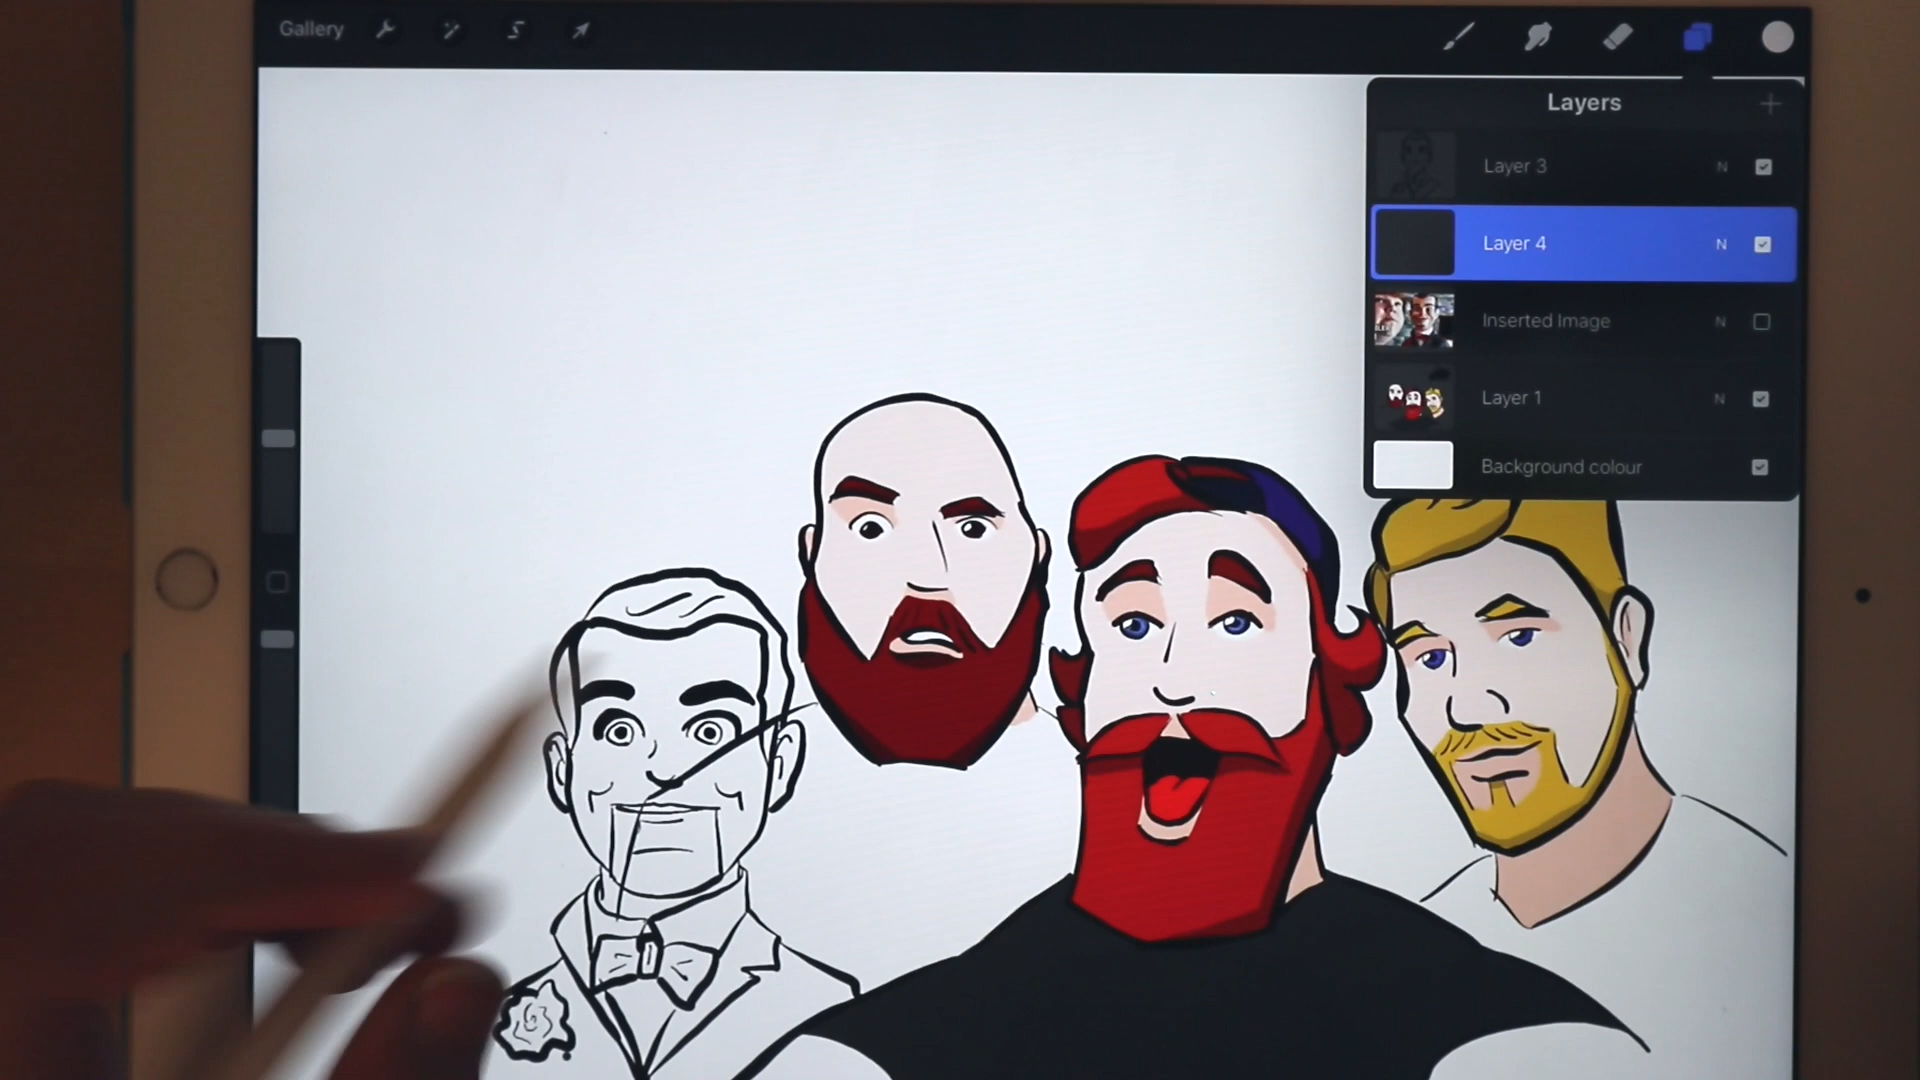 Gallery
Layers
Layer 3 N
Layer 4 N
Inserted Image N
Layer 1 N
Background colour